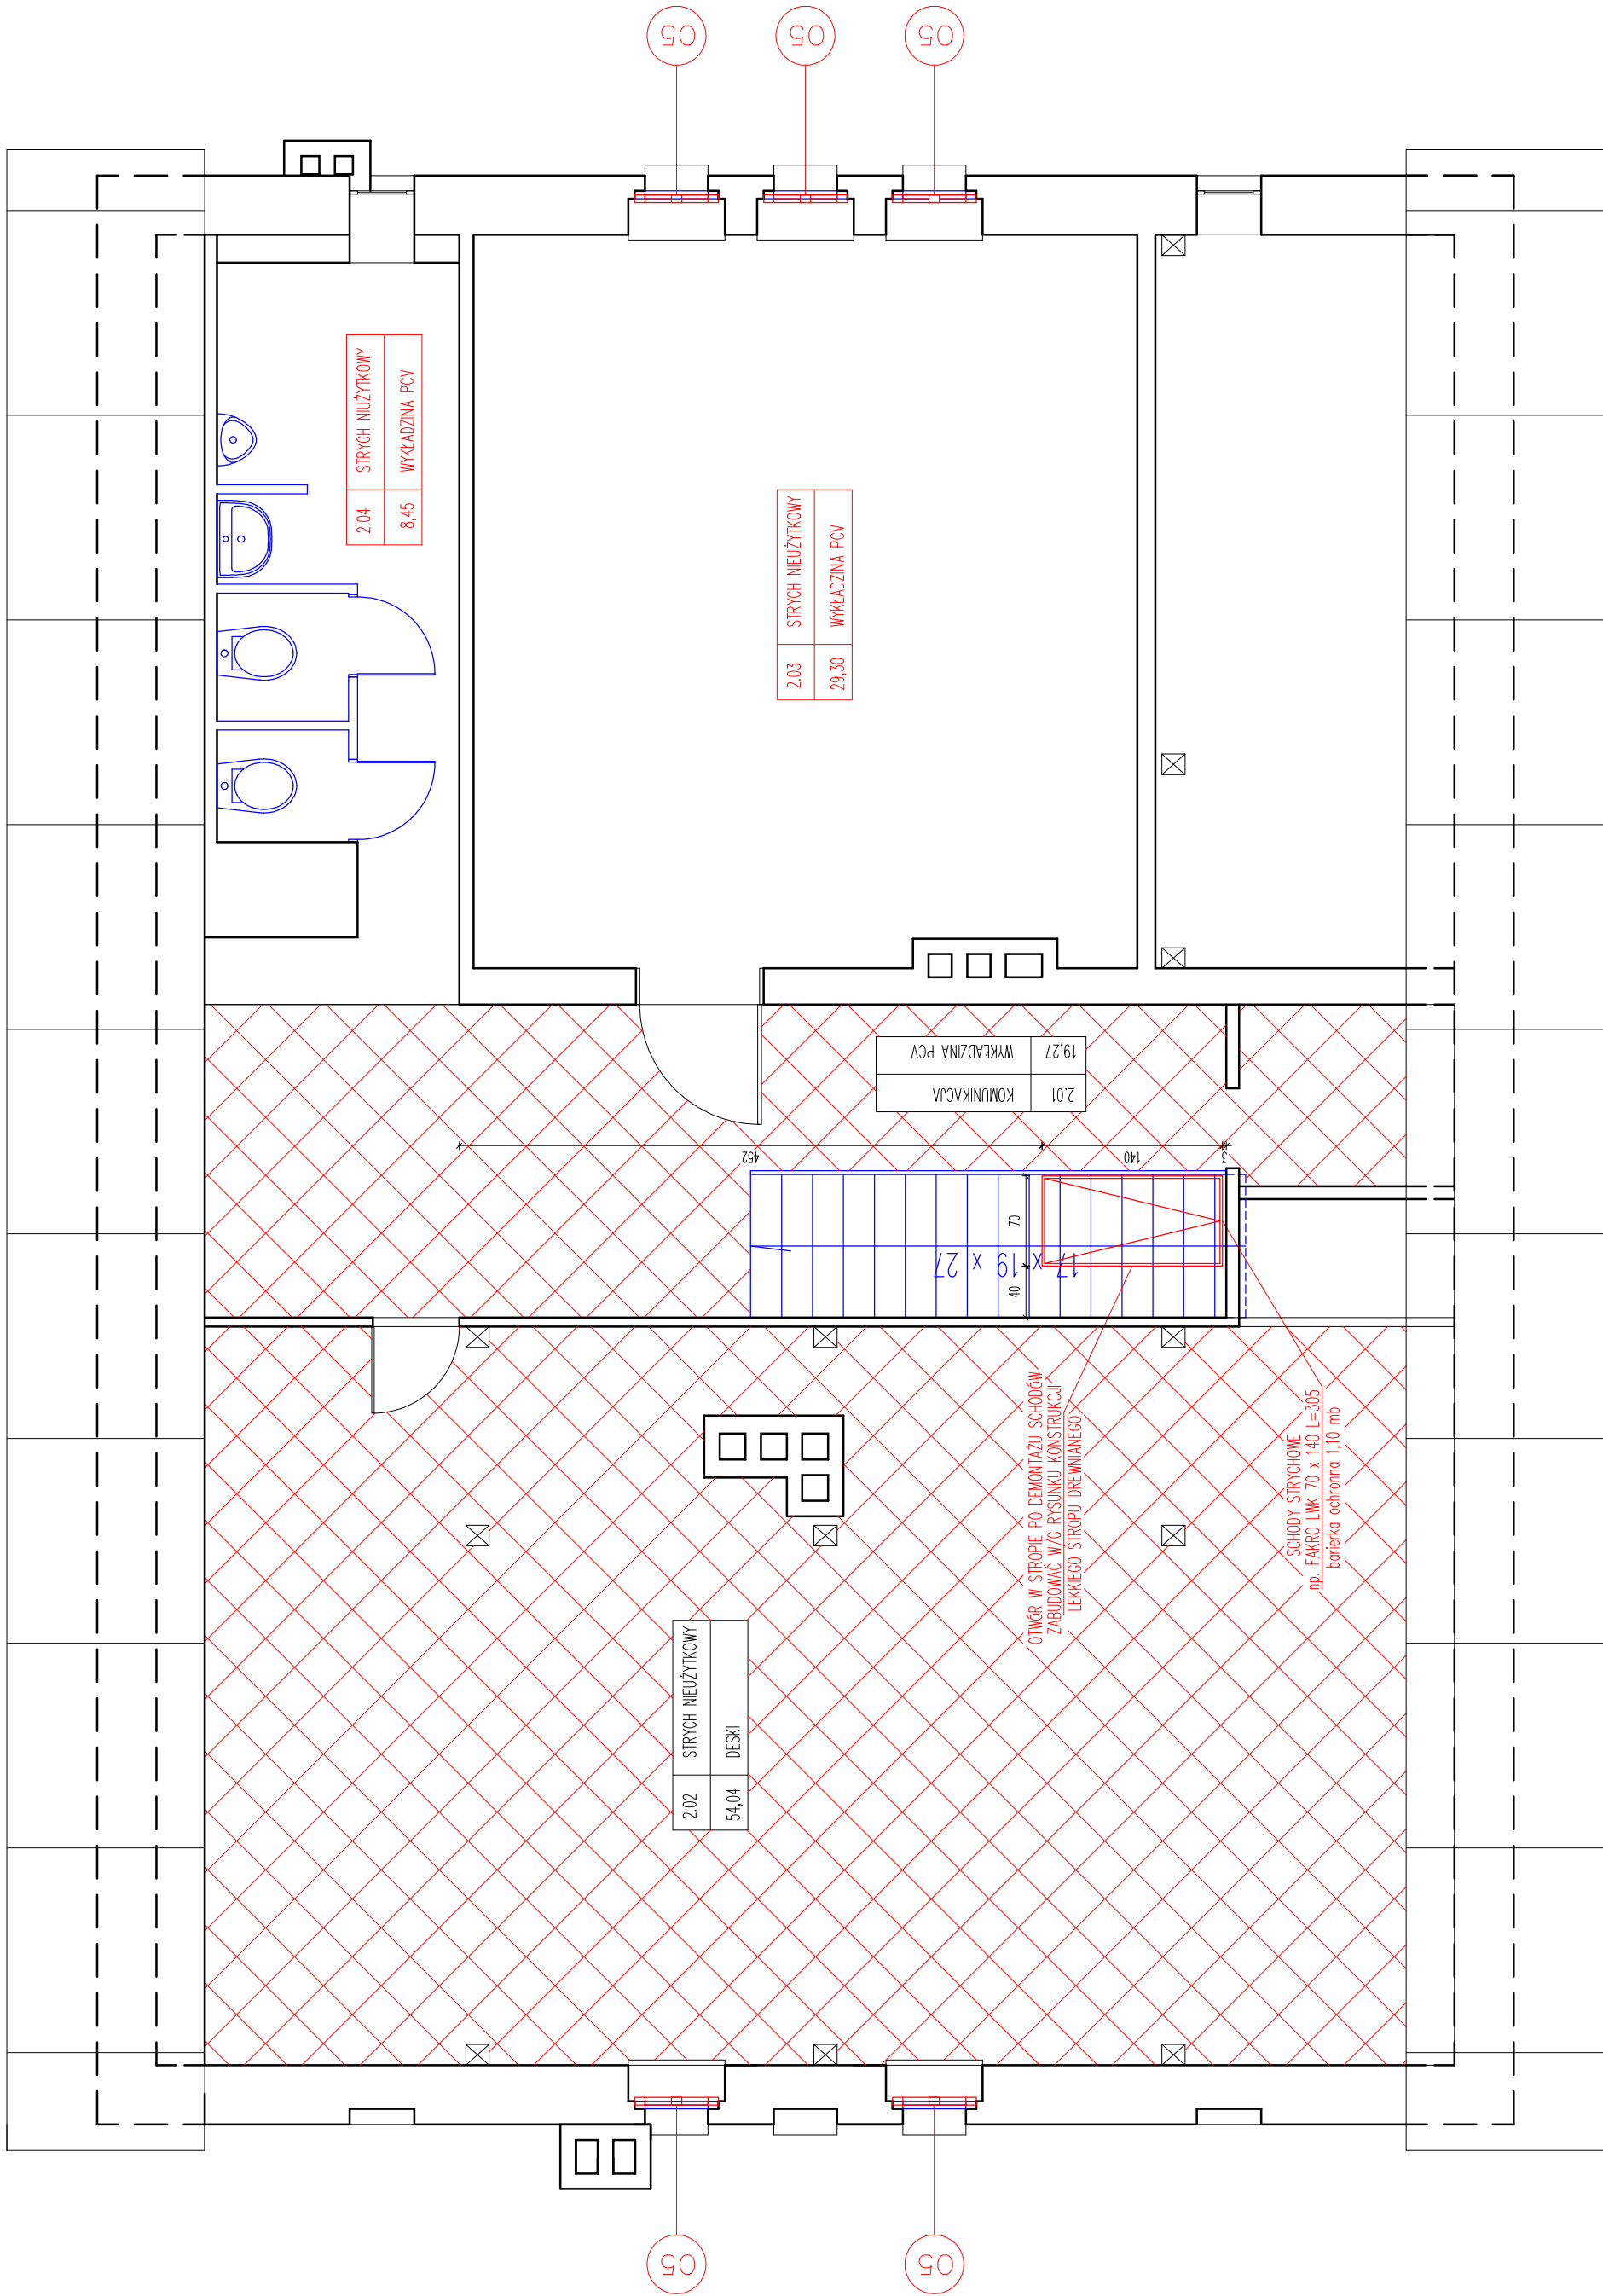 05
05
05
2.04 STRYCH NIUŻYTKOWY
8,45 WYKŁADZINA PCV
2.03 STRYCH NIEUŻYTKOWY
29,30 WYKŁADZINA PCV
2.01 KOMUNIKACJA
19,27 WYKŁADZINA PCV
452
140
3
70
40
17 x 19 x 27
OTWÓR W STROPIE PO DEMONTAŻU SCHODÓW
ZABUDOWAĆ W/G RYSUNKU KONSTRUKCJI
LEKKIEGO STROPU DREWNIANEGO
SCHODY STRYCHOWE
np. FAKRO LWK 70 x 140 L=305
barierka ochronna 1,10 mb
2.02 STRYCH NIEUŻYTKOWY
54,04 DESKI
05
05